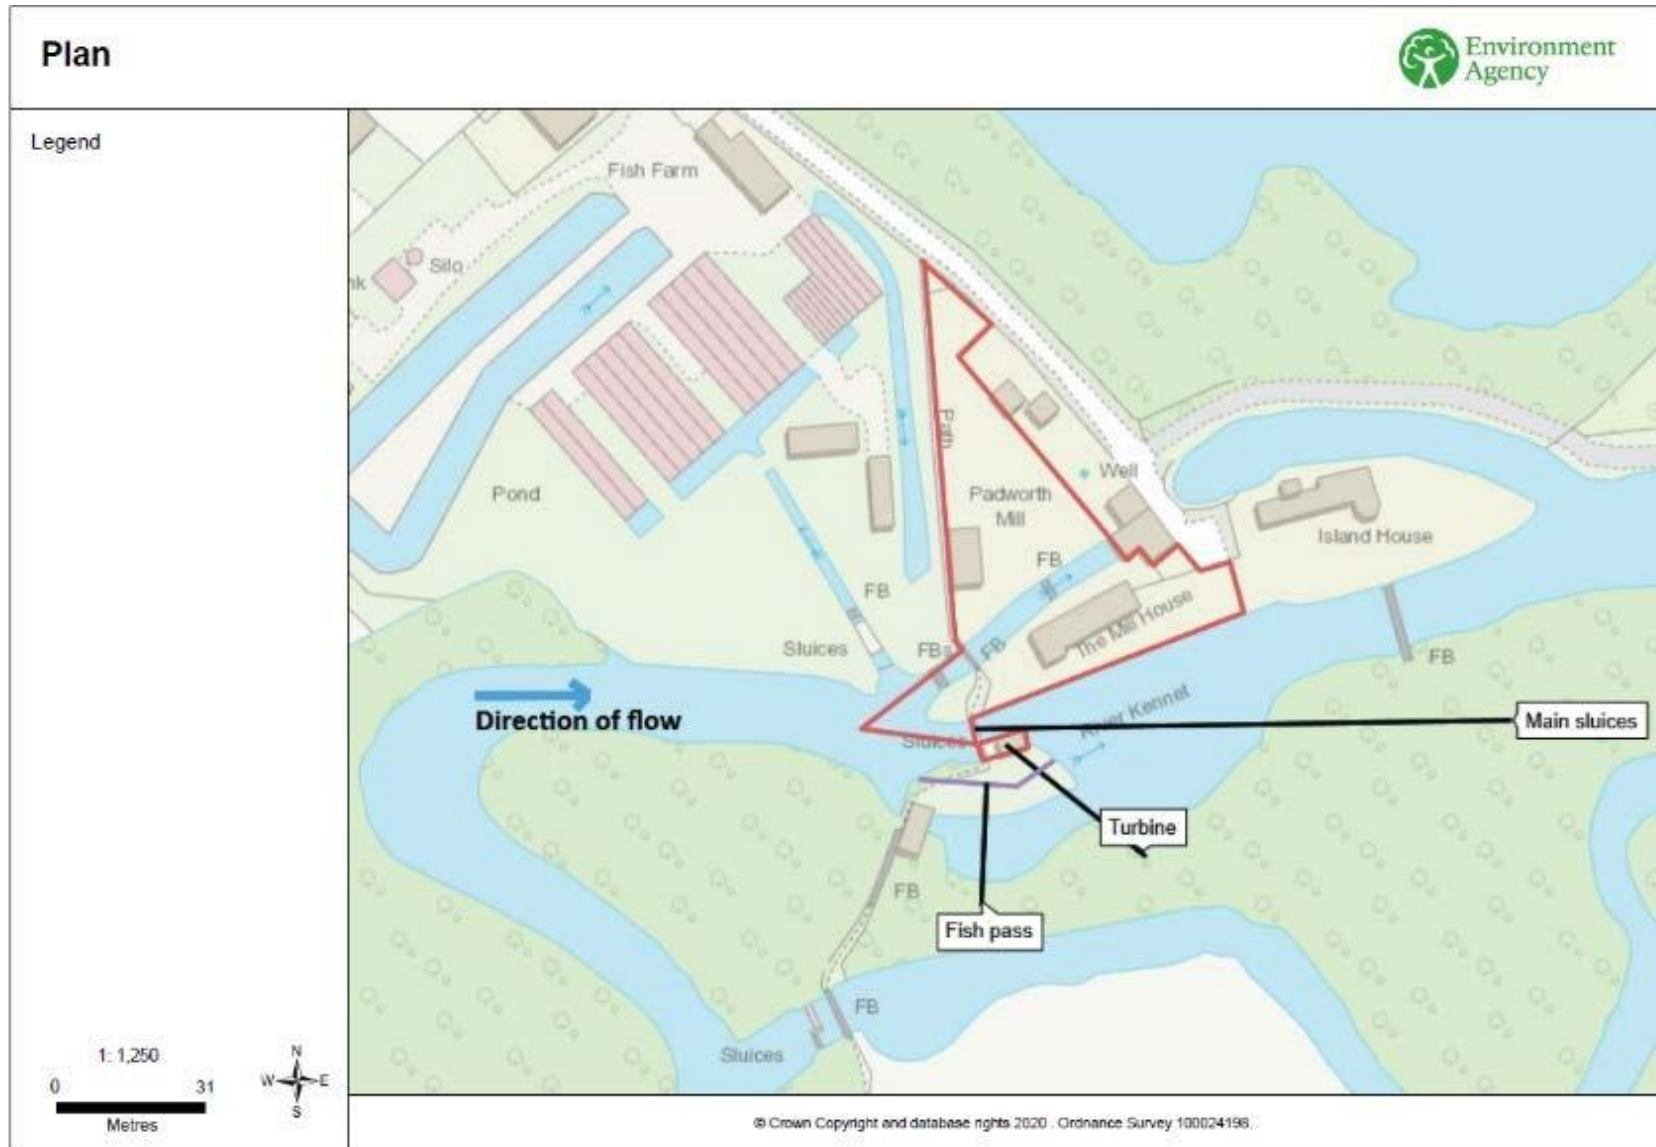 Plan
Environment
Agency
Legend
Fish Farm
Silo
Path
Well
Pond
Padworth
Mill
Island House
FB
FB
The Mill House
Sluices
FBs
FB
FB
Direction of flow
River Kennet
Main sluices
Sluices
Turbine
FB
Fish pass
FB
Sluices
1: 1,250
0 31
Metres
N
W E
S
© Crown Copyright and database rights 2020 . Ordnance Survey 100024198.